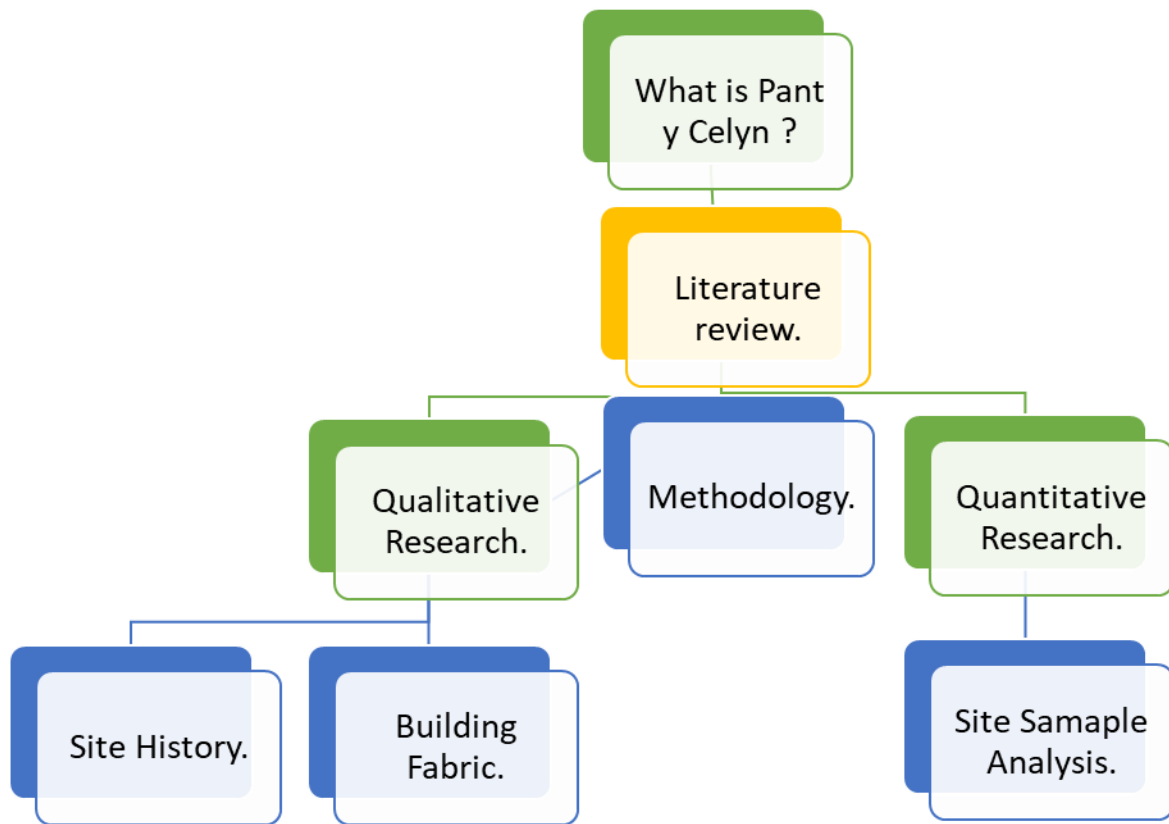 What is Pant
y Celyn ?
Literature
review.
Methodology.
Qualitative
Research.
Quantitative
Research.
Site History.
Building
Fabric.
Site Samaple
Analysis.